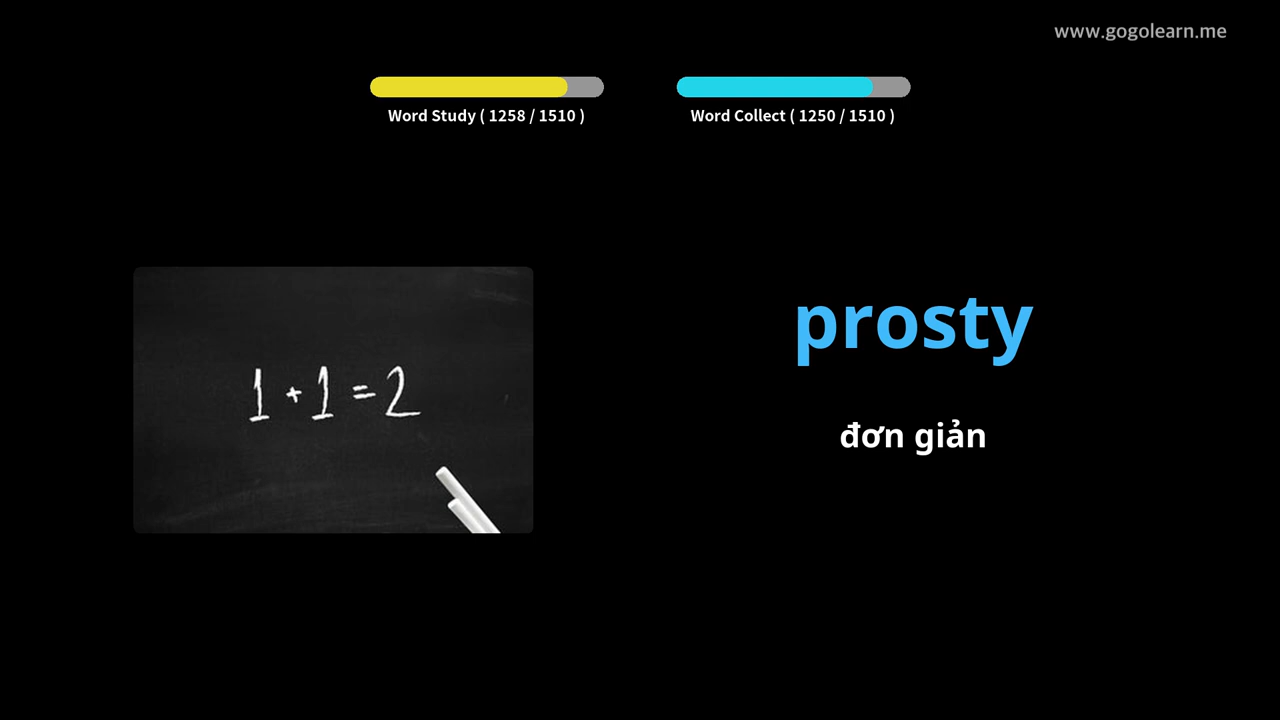 www.gogolearn.me
Word Study ( 1258 / 1510 )
Word Collect ( 1250 / 1510 )
1 + 1 = 2
prosty
đơn giản